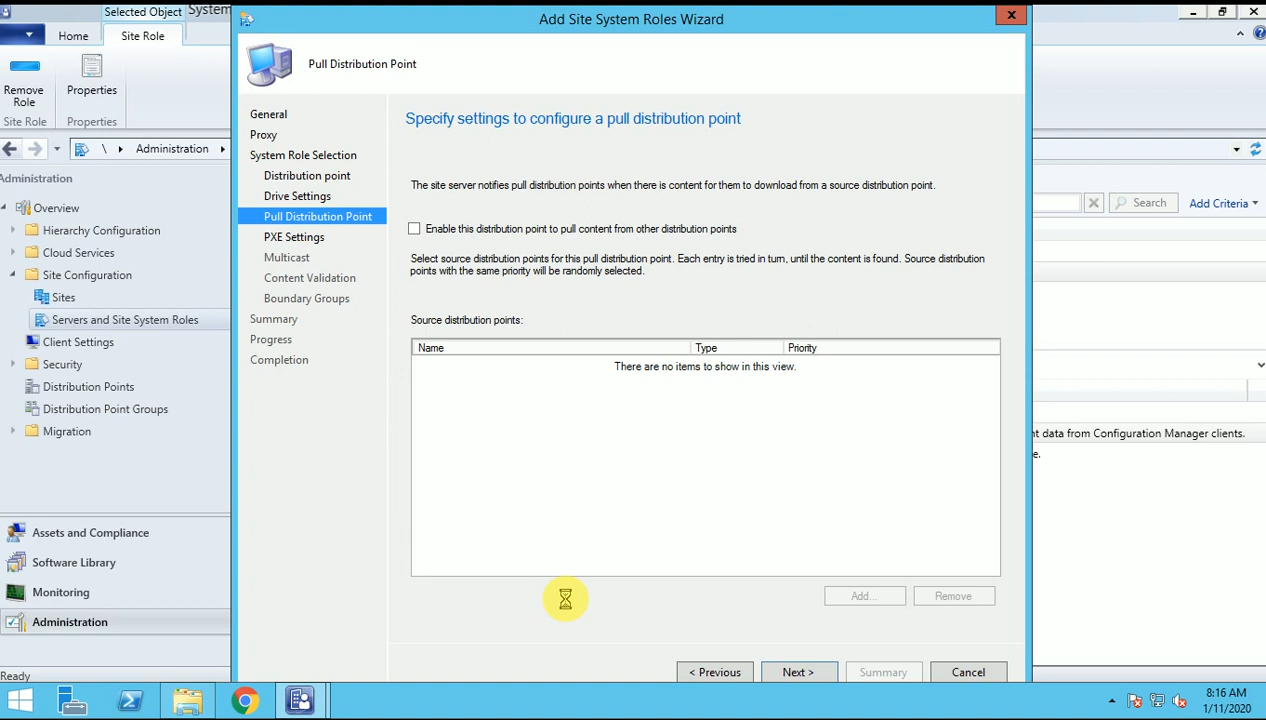 Selected Object
System
Add Site System Roles Wizard
Home
Site Role
Remove
Role
Properties
Site Role
Properties
\
Administration
Pull Distribution Point
Administration
Overview
Hierarchy Configuration
Cloud Services
Site Configuration
Sites
Servers and Site System Roles
Client Settings
Security
Distribution Points
Distribution Point Groups
Migration
Assets and Compliance
Software Library
Monitoring
Administration
Ready
General
Proxy
System Role Selection
Distribution point
Drive Settings
Pull Distribution Point
PXE Settings
Multicast
Content Validation
Boundary Groups
Summary
Progress
Completion
Specify settings to configure a pull distribution point
The site server notifies pull distribution points when there is content for them to download from a source distribution point.
Enable this distribution point to pull content from other distribution points
Select source distribution points for this pull distribution point. Each entry is tried in turn, until the content is found. Source distribution
points with the same priority will be randomly selected.
Source distribution points:
Name
Type
Priority
There are no items to show in this view.
Add...
Remove
< Previous
Next >
Summary
Cancel
Search
Add Criteria
nt data from Configuration Manager clients.
e.
8:16 AM
1/11/2020